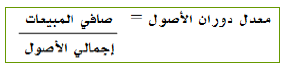 معدل دوران الأصول = صافي المبيعات
إجمالي الأصول